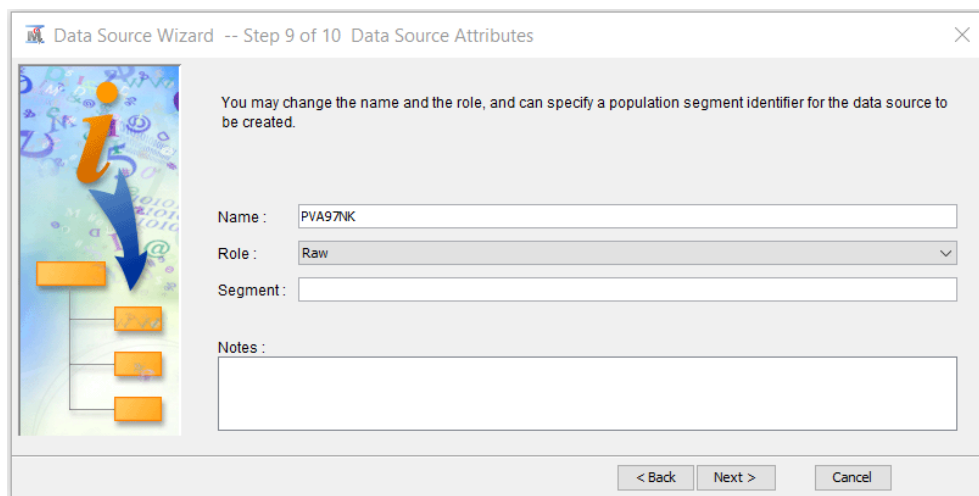 Data Source Wizard -- Step 9 of 10 Data Source Attributes
You may change the name and the role, and can specify a population segment identifier for the data source to
be created.
Name : PVA97NK
Role : Raw
Segment :
Notes :
< Back Next > Cancel